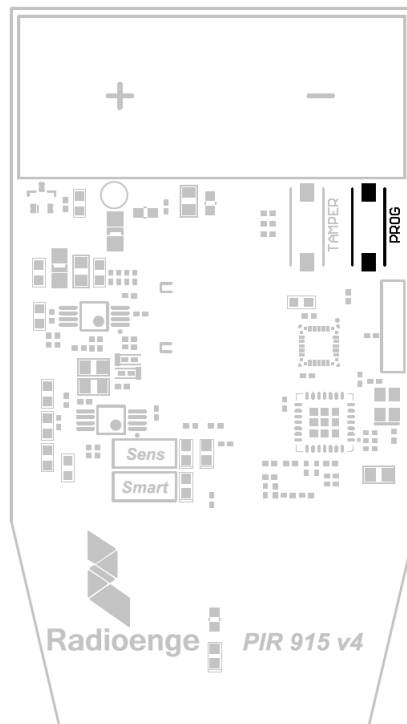 + −
TAMPER
PROG
Sens
Smart
Radioenge PIR 915 v4